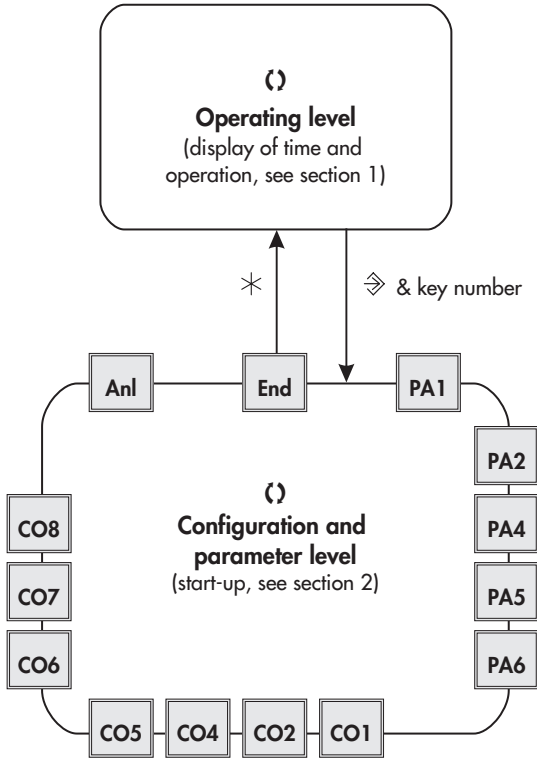 Operating level
(display of time and
operation, see section 1)
& key number
Anl
End
PA1
PA2
PA4
PA5
PA6
CO8
CO7
CO6
Configuration and
parameter level
(start-up, see section 2)
CO5
CO4
CO2
CO1